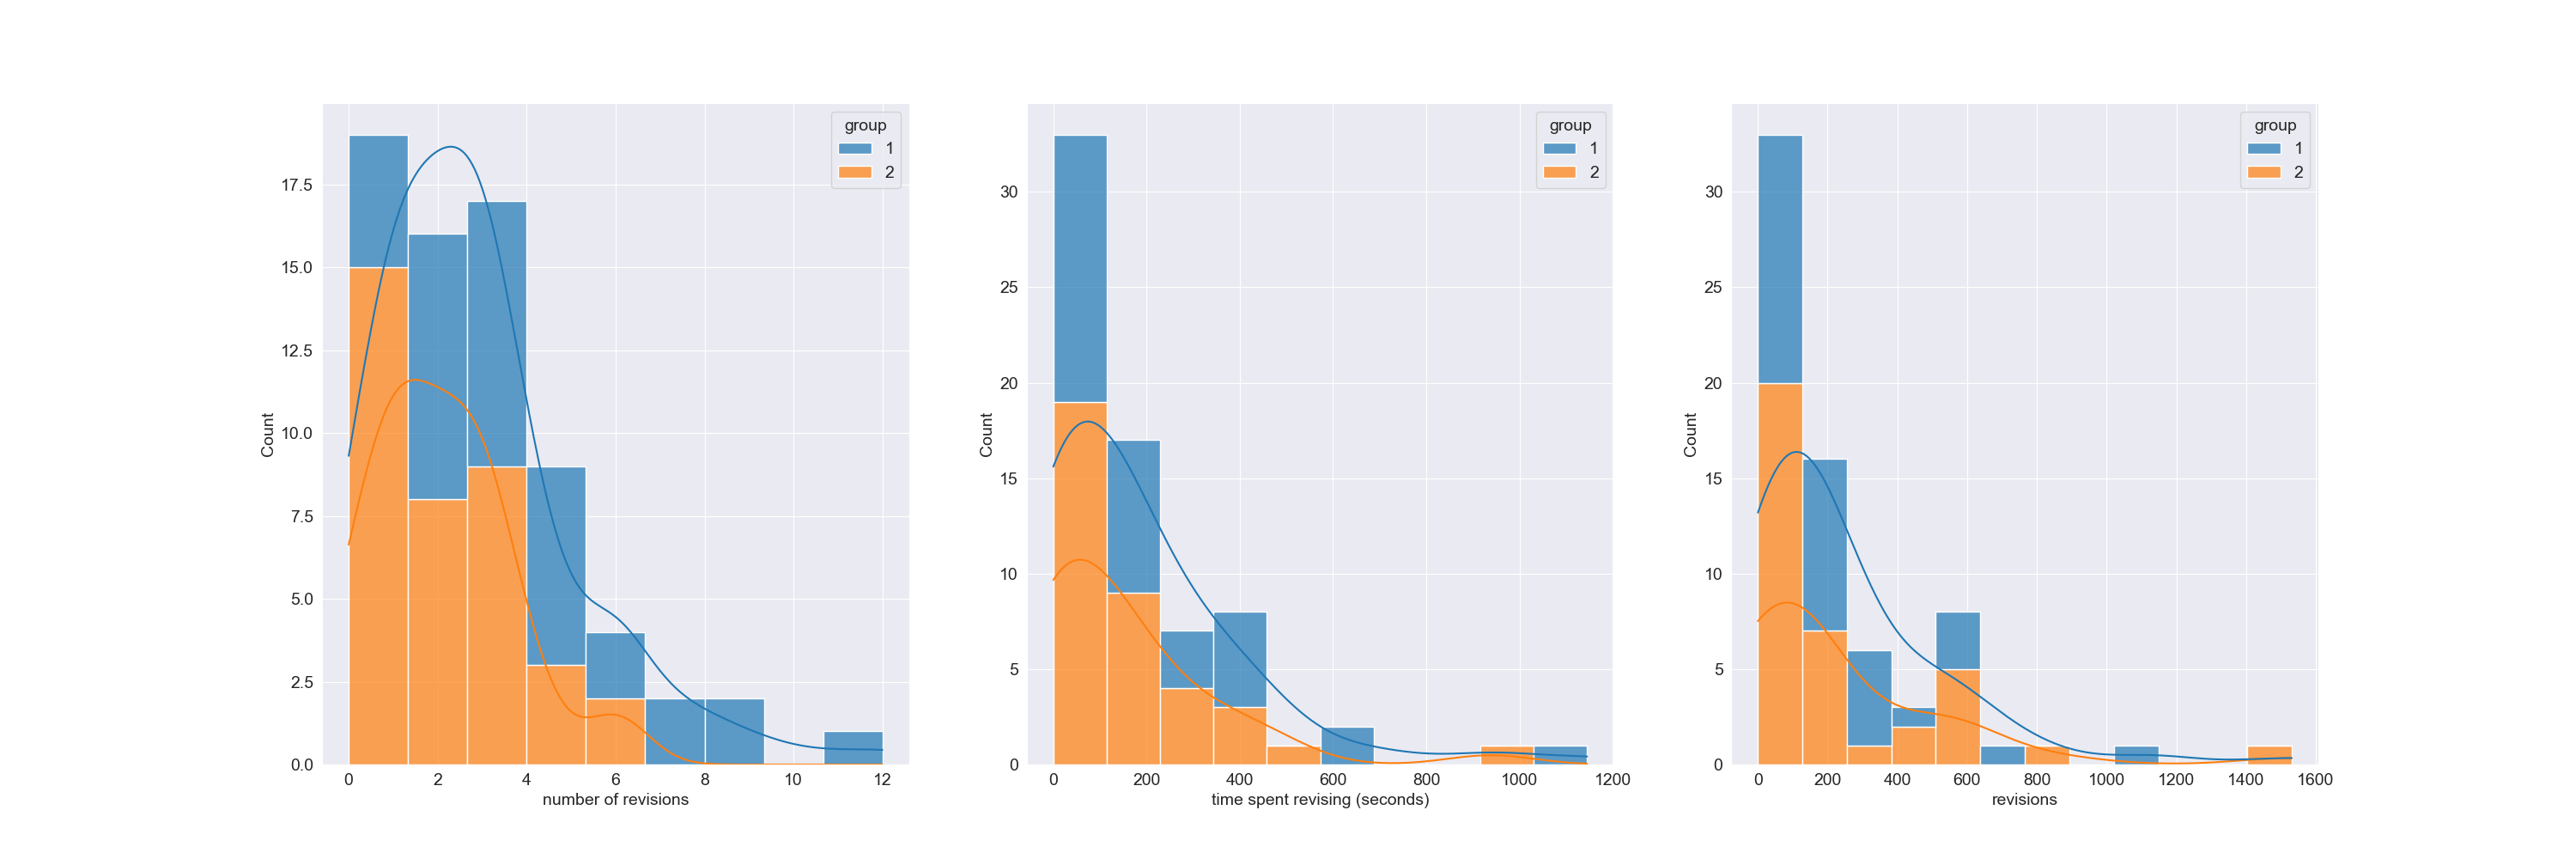 group
1
2
17.5
15.0
12.5
10.0
7.5
5.0
2.5
0.0
Count
0 2 4 6 8 10 12
number of revisions
group
1
2
30
25
20
15
10
5
0
Count
0 200 400 600 800 1000 1200
time spent revising (seconds)
group
1
2
30
25
20
15
10
5
0
Count
0 200 400 600 800 1000 1200 1400 1600
revisions